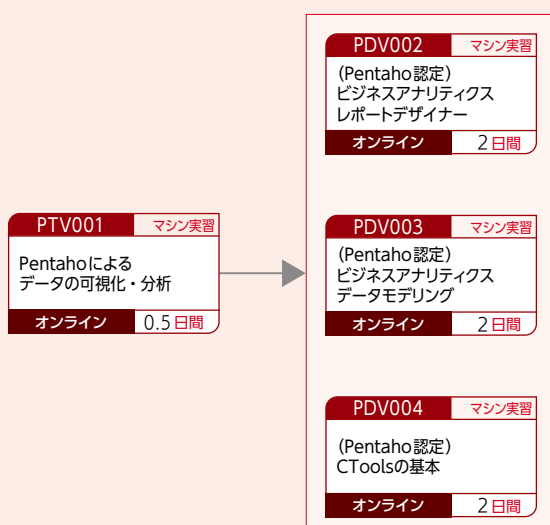 PDV002 マシン実習
(Pentaho認定)
ビジネスアナリティクス
レポートデザイナー
オンライン 2日間
PTV001 マシン実習
Pentahoによる
データの可視化・分析
オンライン 0.5日間
PDV003 マシン実習
(Pentaho認定)
ビジネスアナリティクス
データモデリング
オンライン 2日間
PDV004 マシン実習
(Pentaho認定)
CToolsの基本
オンライン 2日間